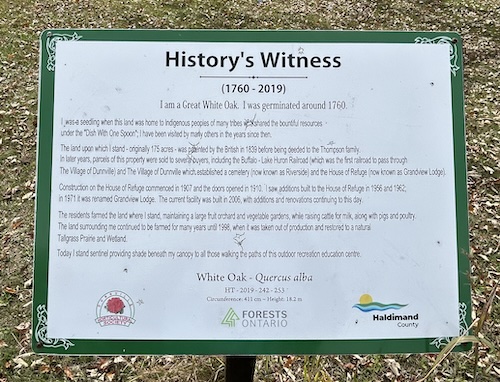 History's Witness
(1760 - 2019)
I am a Great White Oak. I was germinated around 1760.
I was a seedling when this land was home to indigenous peoples of many tribes who shared the bountiful resources
under the "Dish With One Spoon"; I have been visited by many others in the years since then.
The land upon which I stand - originally 175 acres - was patented by the British in 1839 before being deeded to the Thompson family.
In later years, parcels of this property were sold to several buyers, including the Buffalo - Lake Huron Railroad (which was the first railroad to pass through
The Village of Dunnville) and The Village of Dunnville which established a cemetery (now known as Riverside) and the House of Refuge (now known as Grandview Lodge).
Construction on the House of Refuge commenced in 1907 and the doors opened in 1910. I saw additions built to the House of Refuge in 1956 and 1962;
in 1971 it was renamed Grandview Lodge. The current facility was built in 2006, with additions and renovations continuing to this day.
The residents farmed the land where I stand, maintaining a large fruit orchard and vegetable gardens, while raising cattle for milk, along with pigs and poultry.
The land surrounding me continued to be farmed for many years until 1998, when it was taken out of production and restored to a natural
Tallgrass Prairie and Wetland.
Today I stand sentinel providing shade beneath my canopy to all those walking the paths of this outdoor recreation education centre.
White Oak - Quercus alba
HT - 2019 - 242 - 253
Circumference: 411 cm ~ Height: 18.2 m
HORTICULTURAL
SOCIETY
FORESTS
ONTARIO
Haldimand
County